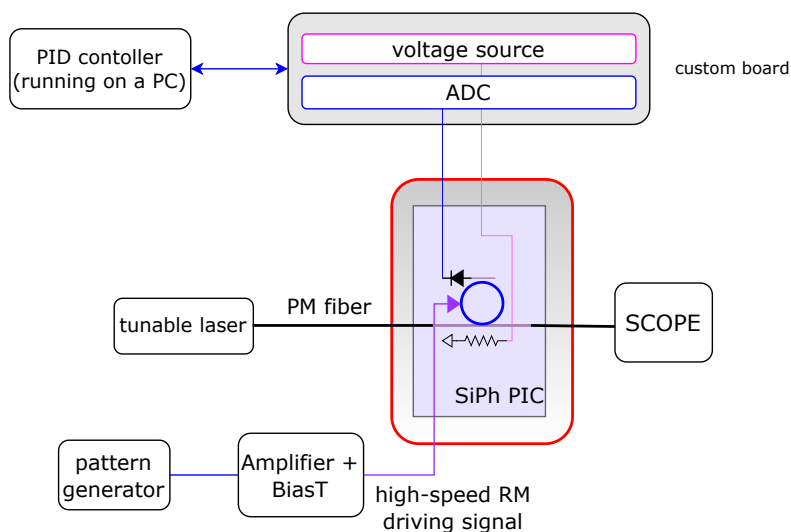 PID contoller
(running on a PC)
voltage source
ADC
custom board
tunable laser
PM fiber
SCOPE
SiPh PIC
pattern
generator
Amplifier +
BiasT
high-speed RM
driving signal